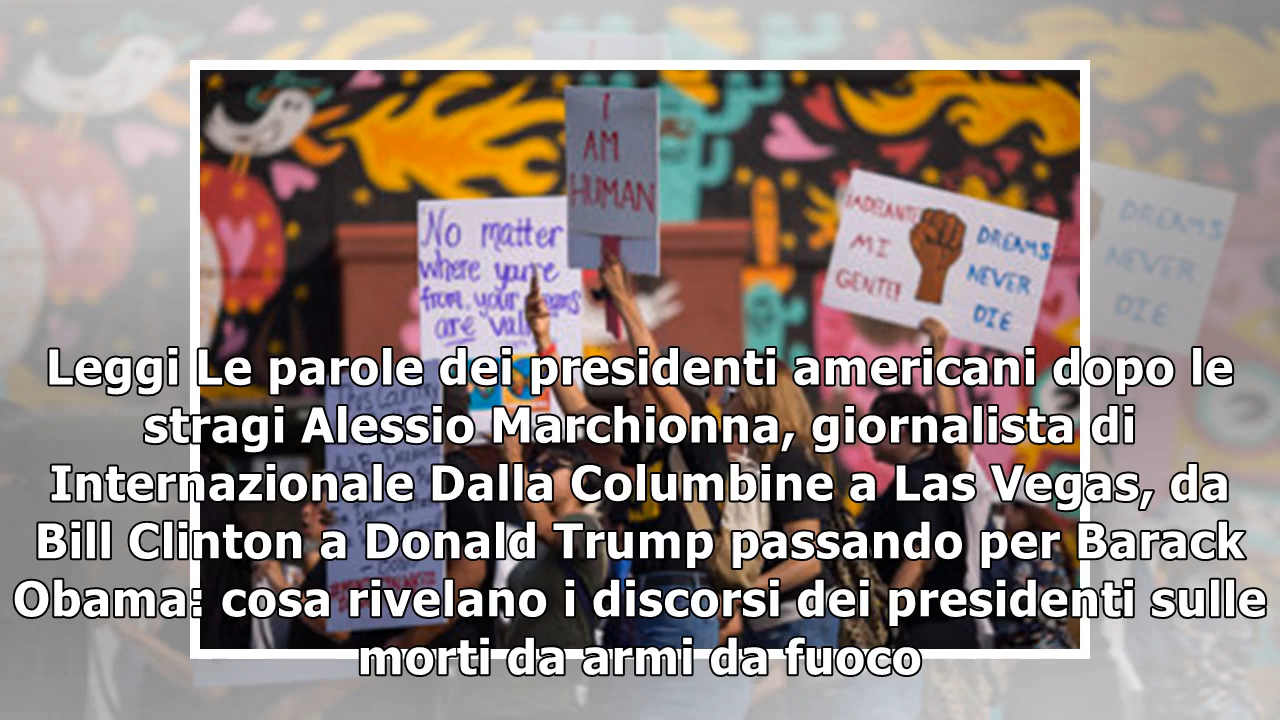 I
AM
HUMAN
No matter
where you're
from, your
are
¡ADELANTE
MI
GENTE!
DREAMS
NEVER
DIE
DREAMS
NEVER
DIE
Leggi Le parole dei presidenti americani dopo le
stragi Alessio Marchionna, giornalista di
Internazionale Dalla Columbine a Las Vegas, da
Bill Clinton a Donald Trump passando per Barack
Obama: cosa rivelano i discorsi dei presidenti sulle
morti da armi da fuoco